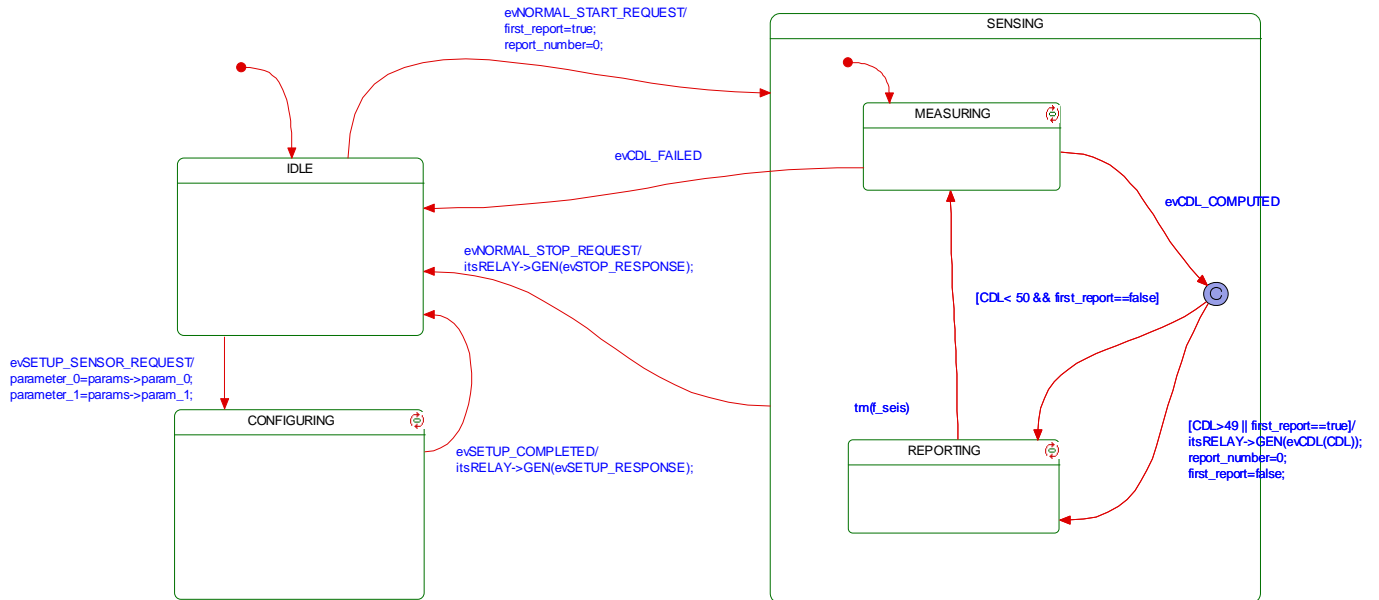 evNORMAL_START_REQUEST/
first_report=true;
report_number=0;
SENSING
MEASURING
IDLE
evCDL_FAILED
evCDL_COMPUTED
evNORMAL_STOP_REQUEST/
itsRELAY->GEN(evSTOP_RESPONSE);
C
[CDL< 50 && first_report==false]
evSETUP_SENSOR_REQUEST/
parameter_0=params->param_0;
parameter_1=params->param_1;
tm(f_seis)
CONFIGURING
[CDL>49 || first_report==true]/
itsRELAY->GEN(evCDL(CDL));
report_number=0;
first_report=false;
evSETUP_COMPLETED/
itsRELAY->GEN(evSETUP_RESPONSE);
REPORTING